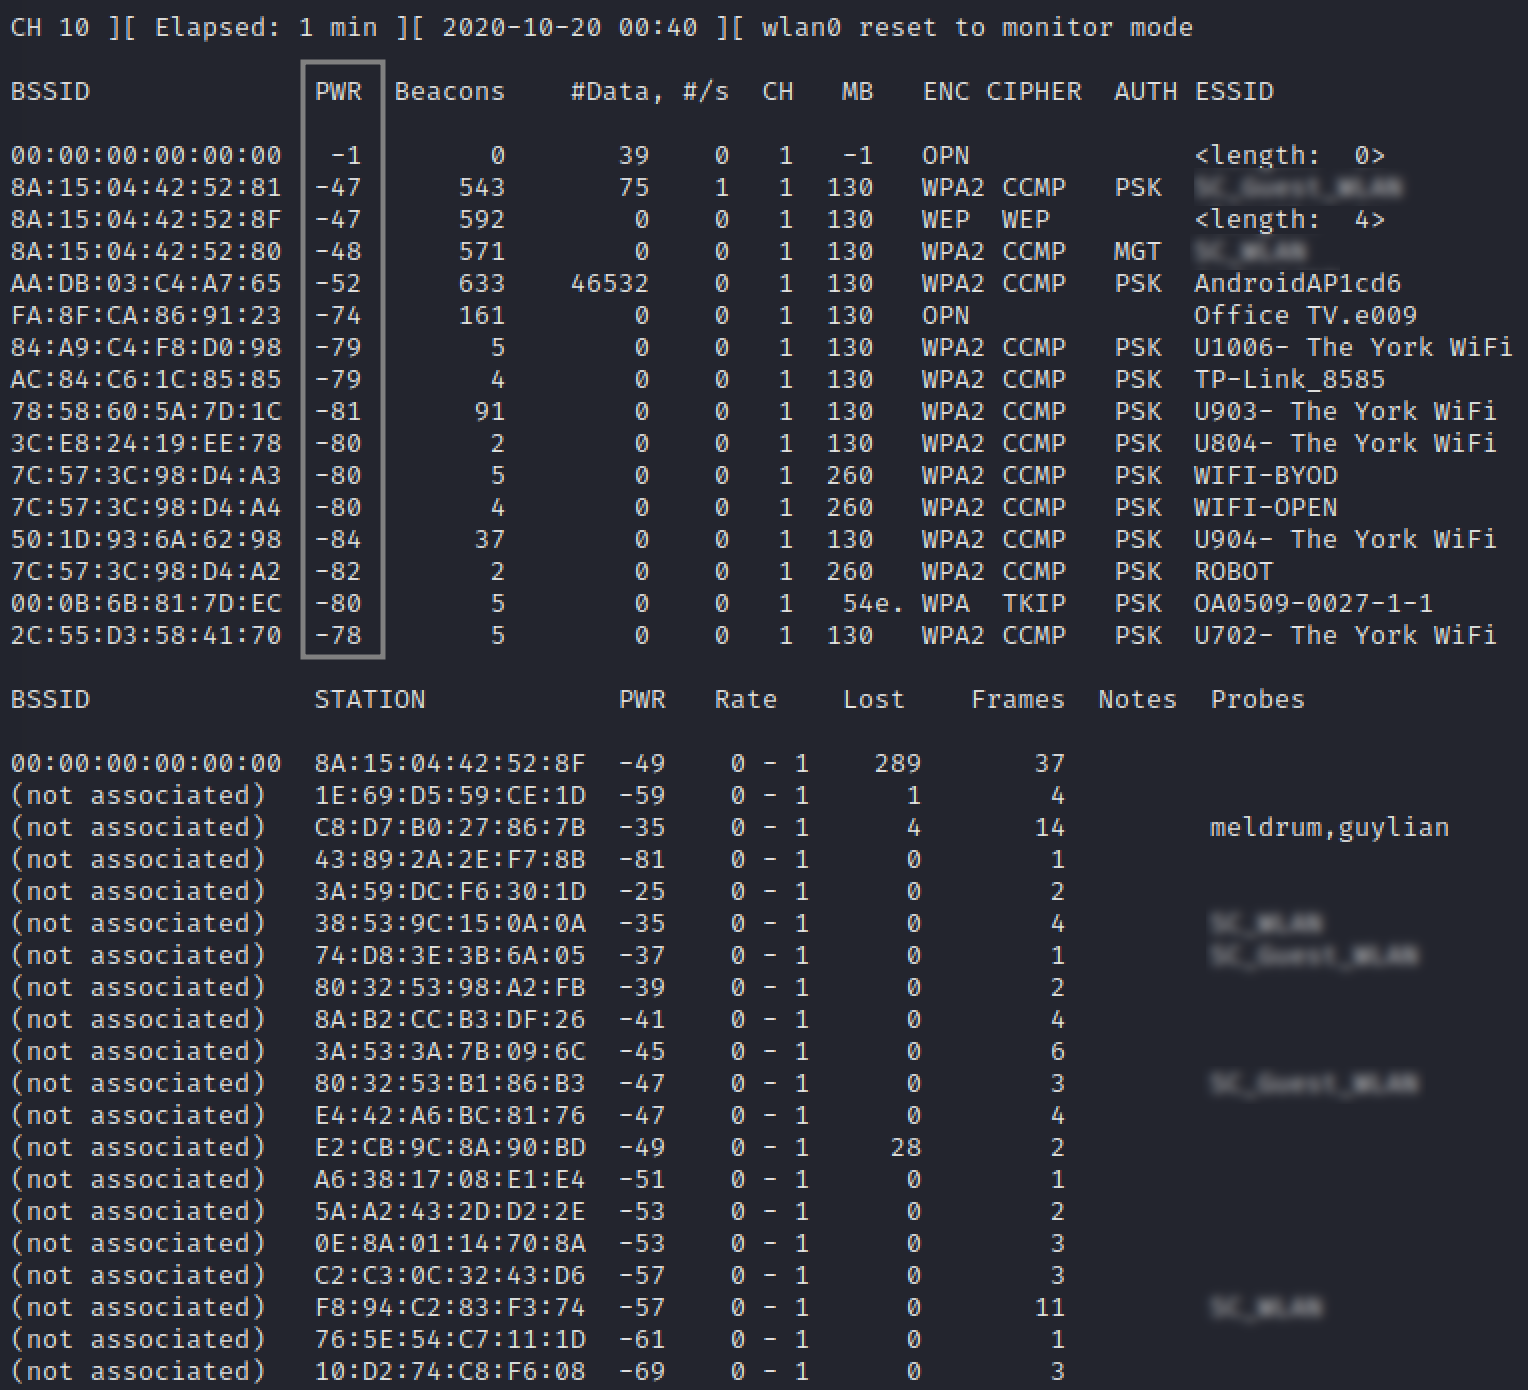 CH 10 ][ Elapsed: 1 min ][ 2020-10-20 00:40 ][ wlan0 reset to monitor mode
BSSID PWR Beacons #Data, #/s CH MB ENC CIPHER AUTH ESSID
00:00:00:00:00:00 -1 0 39 0 1 -1 OPN <length: 0>
8A:15:04:42:52:81 -47 543 75 1 1 130 WPA2 CCMP PSK
8A:15:04:42:52:8F -47 592 0 0 1 130 WEP WEP <length: 4>
8A:15:04:42:52:80 -48 571 0 0 1 130 WPA2 CCMP MGT
AA:DB:03:C4:A7:65 -52 633 46532 0 1 130 WPA2 CCMP PSK AndroidAP1cd6
FA:8F:CA:86:91:23 -74 161 0 0 1 130 OPN Office TV.e009
84:A9:C4:F8:D0:98 -79 5 0 0 1 130 WPA2 CCMP PSK U1006- The York WiFi
AC:84:C6:1C:85:85 -79 4 0 0 1 130 WPA2 CCMP PSK TP-Link_8585
78:58:60:5A:7D:1C -81 91 0 0 1 130 WPA2 CCMP PSK U903- The York WiFi
3C:E8:24:19:EE:78 -80 2 0 0 1 130 WPA2 CCMP PSK U804- The York WiFi
7C:57:3C:98:D4:A3 -80 5 0 0 1 260 WPA2 CCMP PSK WIFI-BYOD
7C:57:3C:98:D4:A4 -80 4 0 0 1 260 WPA2 CCMP PSK WIFI-OPEN
50:1D:93:6A:62:98 -84 37 0 0 1 130 WPA2 CCMP PSK U904- The York WiFi
7C:57:3C:98:D4:A2 -82 2 0 0 1 260 WPA2 CCMP PSK ROBOT
00:0B:6B:81:7D:EC -80 5 0 0 1 54e. WPA TKIP PSK OA0509-0027-1-1
2C:55:D3:58:41:70 -78 5 0 0 1 130 WPA2 CCMP PSK U702- The York WiFi
BSSID STATION PWR Rate Lost Frames Notes Probes
00:00:00:00:00:00 8A:15:04:42:52:8F -49 0 - 1 289 37
(not associated) 1E:69:D5:59:CE:1D -59 0 - 1 1 4
(not associated) C8:D7:B0:27:86:7B -35 0 - 1 4 14 meldrum,guylian
(not associated) 43:89:2A:2E:F7:8B -81 0 - 1 0 1
(not associated) 3A:59:DC:F6:30:1D -25 0 - 1 0 2
(not associated) 38:53:9C:15:0A:0A -35 0 - 1 0 4
(not associated) 74:D8:3E:3B:6A:05 -37 0 - 1 0 1
(not associated) 80:32:53:98:A2:FB -39 0 - 1 0 2
(not associated) 8A:B2:CC:B3:DF:26 -41 0 - 1 0 4
(not associated) 3A:53:3A:7B:09:6C -45 0 - 1 0 6
(not associated) 80:32:53:B1:86:B3 -47 0 - 1 0 3
(not associated) E4:42:A6:BC:81:76 -47 0 - 1 0 4
(not associated) E2:CB:9C:8A:90:BD -49 0 - 1 28 2
(not associated) A6:38:17:08:E1:E4 -51 0 - 1 0 1
(not associated) 5A:A2:43:2D:D2:2E -53 0 - 1 0 2
(not associated) 0E:8A:01:14:70:8A -53 0 - 1 0 3
(not associated) C2:C3:0C:32:43:D6 -57 0 - 1 0 3
(not associated) F8:94:C2:83:F3:74 -57 0 - 1 0 11
(not associated) 76:5E:54:C7:11:1D -61 0 - 1 0 1
(not associated) 10:D2:74:C8:F6:08 -69 0 - 1 0 3